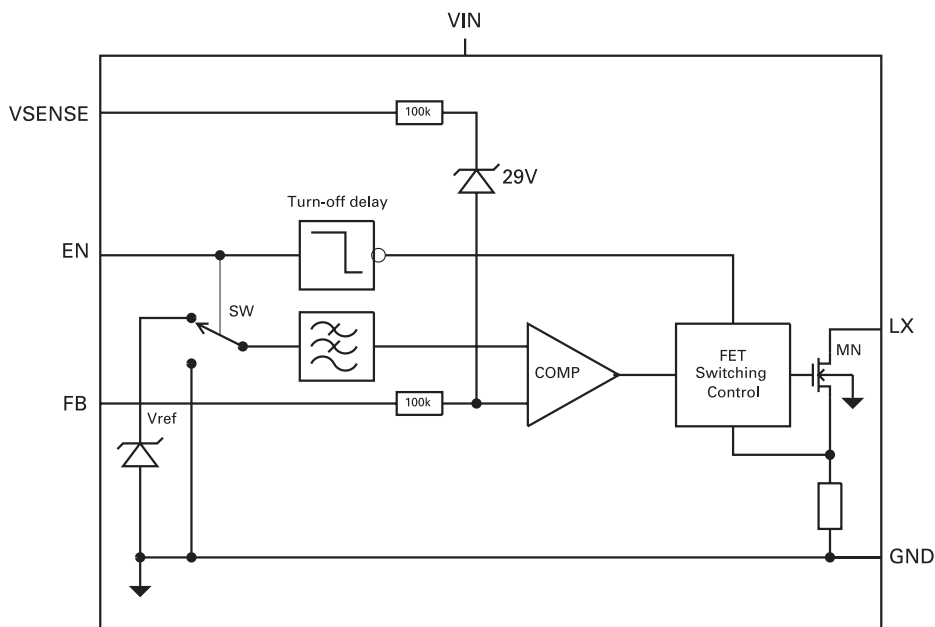 VIN
VSENSE
100k
29V
Turn-off delay
EN
SW
LX
MN
FET
Switching
Control
COMP
FB
100k
Vref
GND